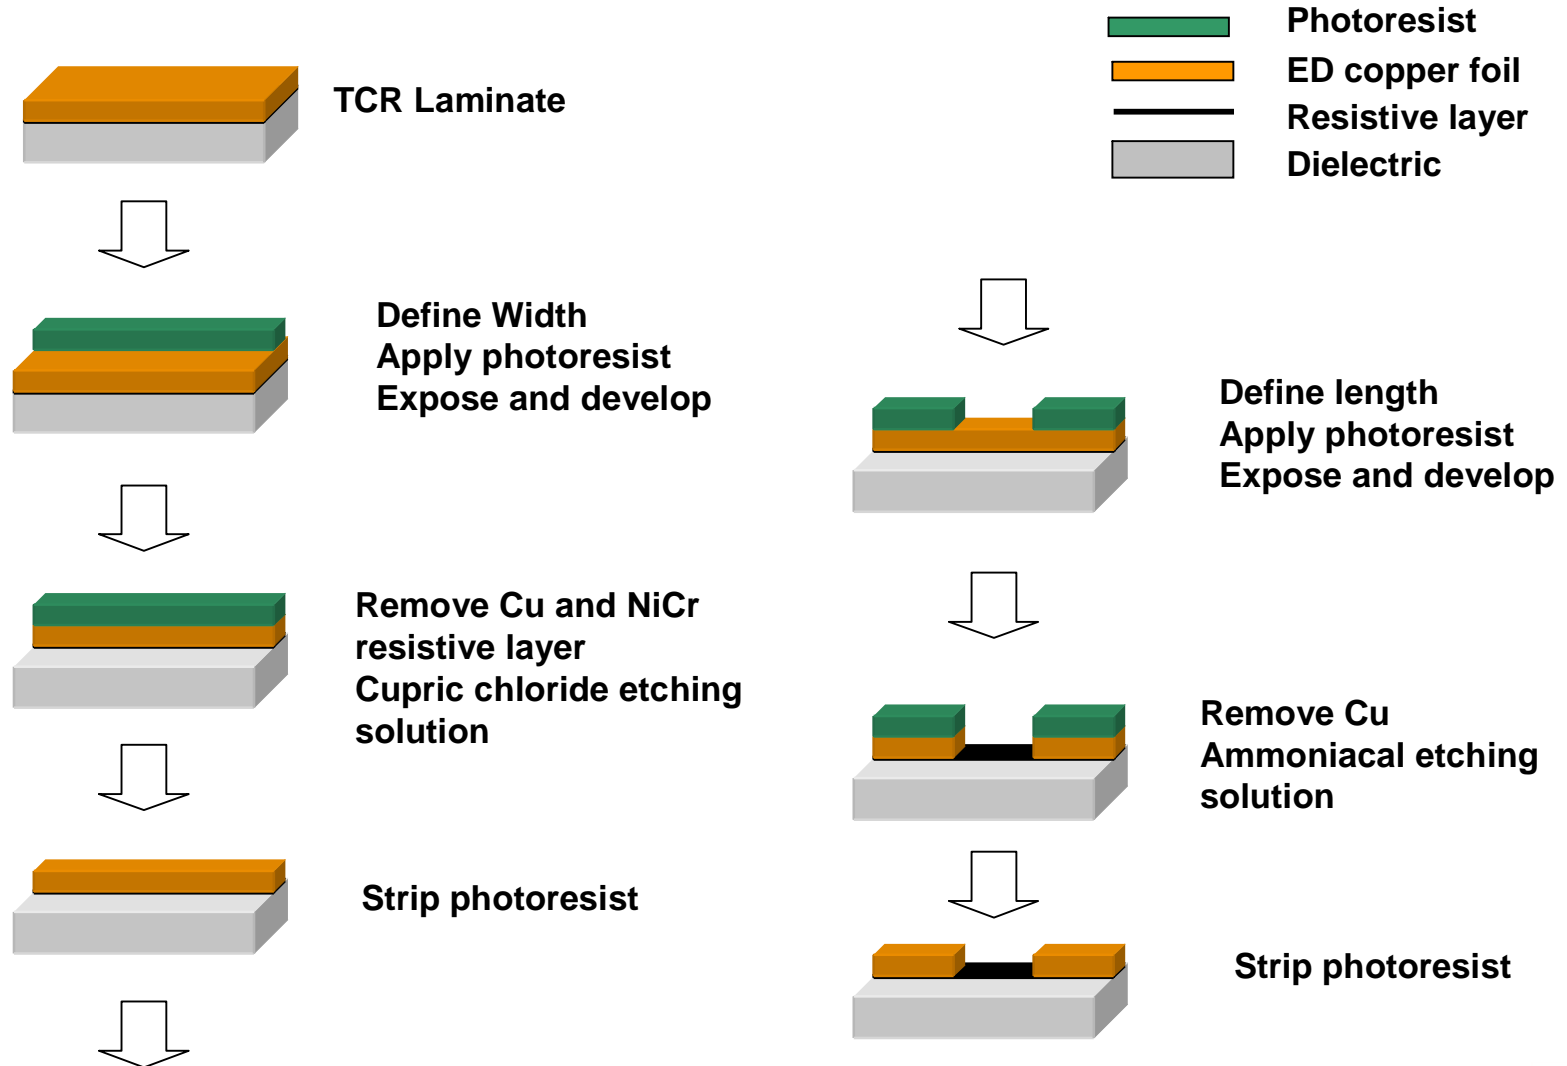 TCR Laminate
Define Width
Apply photoresist
Expose and develop
Remove Cu and NiCr
resistive layer
Cupric chloride etching
solution
Strip photoresist
Photoresist
ED copper foil
Resistive layer
Dielectric
Define length
Apply photoresist
Expose and develop
Remove Cu
Ammoniacal etching
solution
Strip photoresist